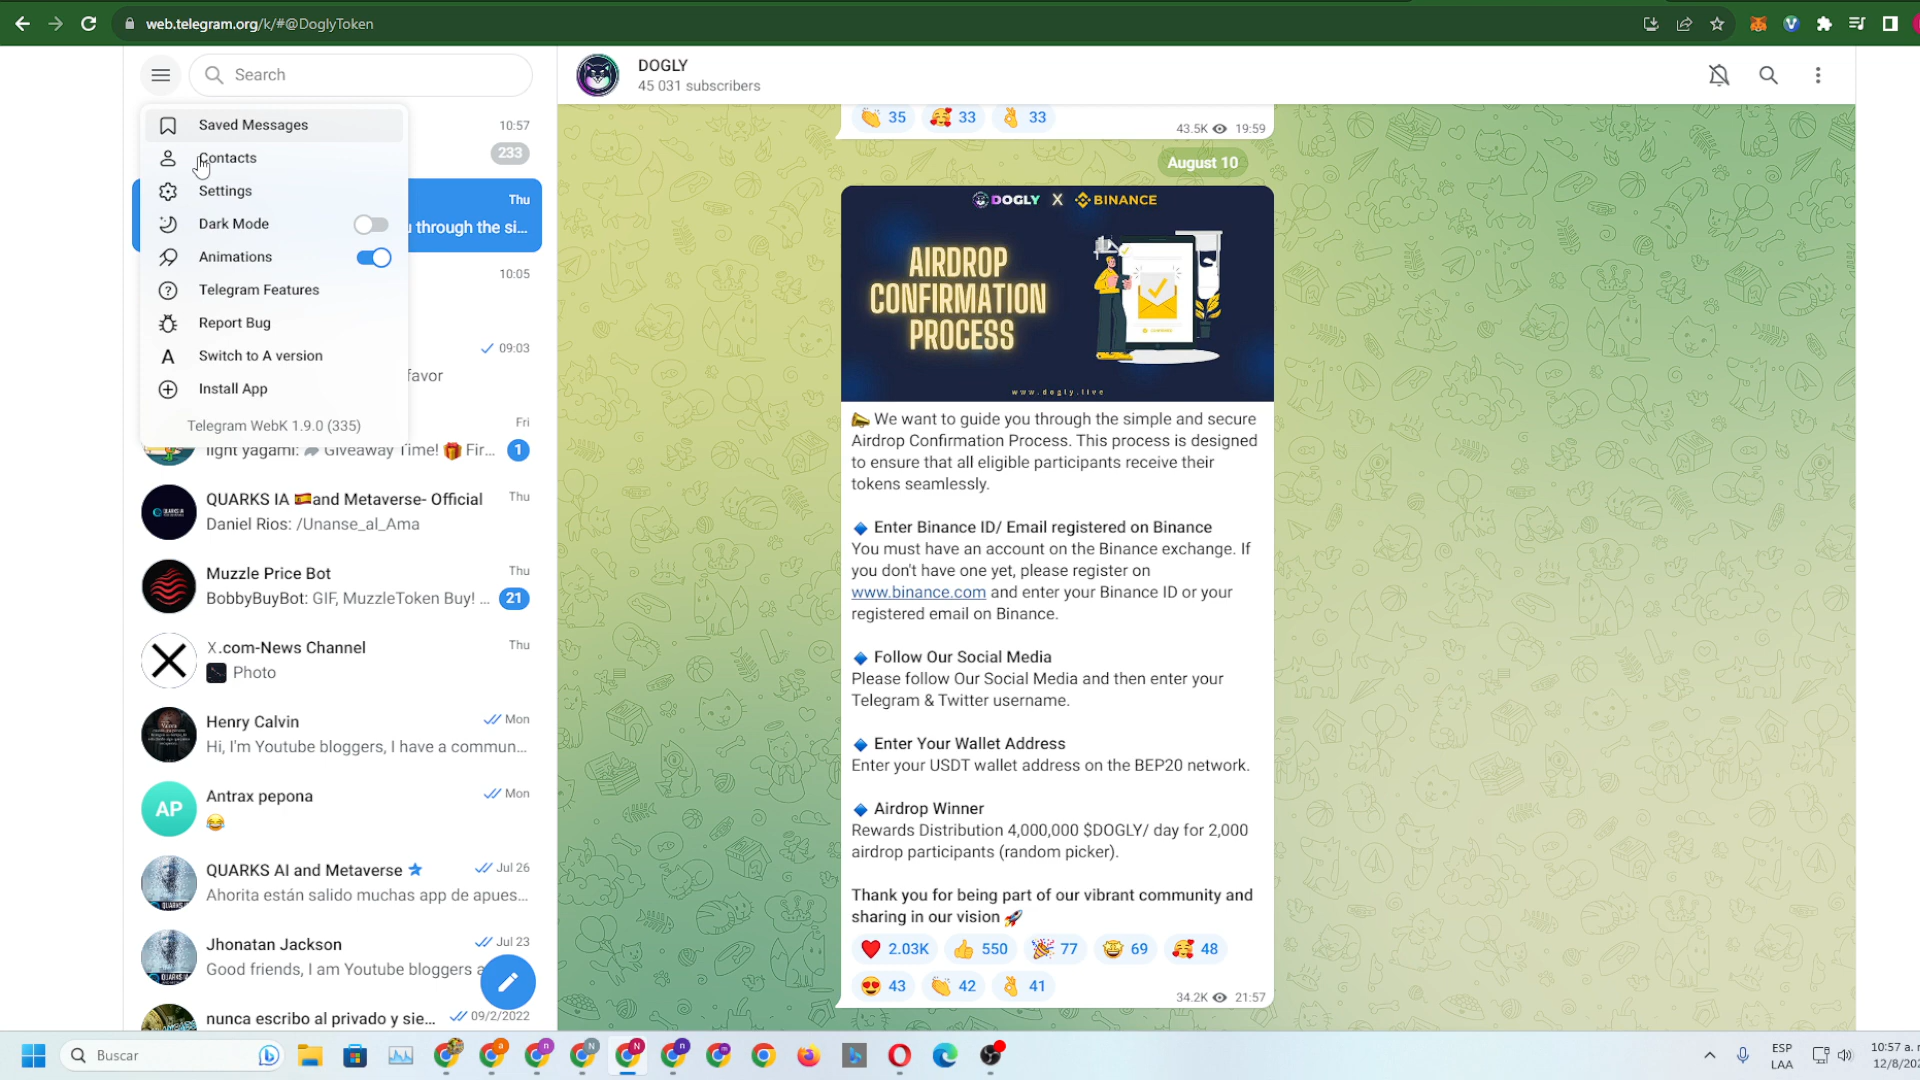 web.telegram.org/k/#@DoglyToken
Search
Saved Messages
Contacts
Settings
Dark Mode
Animations
Telegram Features
Report Bug
Switch to A version
Install App
Telegram WebK 1.9.0 (335)
10:57
233
Thu
through the si...
10:05
09:03
favor
Fri
light yagami: Giveaway Time! 🎁 Fir...
1
QUARKS IA 🇪🇸and Metaverse- Official
Thu
Daniel Rios: /Unanse_al_Ama
Muzzle Price Bot
Thu
BobbyBuyBot: GIF, MuzzleToken Buy! ...
21
X.com-News Channel
Thu
Photo
Henry Calvin
Mon
Hi, I'm Youtube bloggers, I have a commun...
AP
Antrax pepona
Mon
😂
QUARKS AI and Metaverse
Jul 26
Ahorita están salido muchas app de apues...
Jhonatan Jackson
Jul 23
Good friends, I am Youtube bloggers
nunca escribo al privado y sie...
09/2/2022
DOGLY
45 031 subscribers
👏 35 🥰 33 👌 33
43.5K 19:59
August 10
DOGLY X BINANCE
AIRDROP
CONFIRMATION
PROCESS
www.dogly.live
📣 We want to guide you through the simple and secure
Airdrop Confirmation Process. This process is designed
to ensure that all eligible participants receive their
tokens seamlessly.
🔹 Enter Binance ID/ Email registered on Binance
You must have an account on the Binance exchange. If
you don't have one yet, please register on
www.binance.com and enter your Binance ID or your
registered email on Binance.
🔹 Follow Our Social Media
Please follow Our Social Media and then enter your
Telegram & Twitter username.
🔹 Enter Your Wallet Address
Enter your USDT wallet address on the BEP20 network.
🔹 Airdrop Winner
Rewards Distribution 4,000,000 $DOGLY/ day for 2,000
airdrop participants (random picker).
Thank you for being part of our vibrant community and
sharing in our vision 🚀
❤ 2.03K 👍 550 🎉 77 🤩 69 🥰 48
😍 43 👏 42 👌 41
34.2K 21:57
Buscar
ESP
LAA
10:57 a.
12/8/202